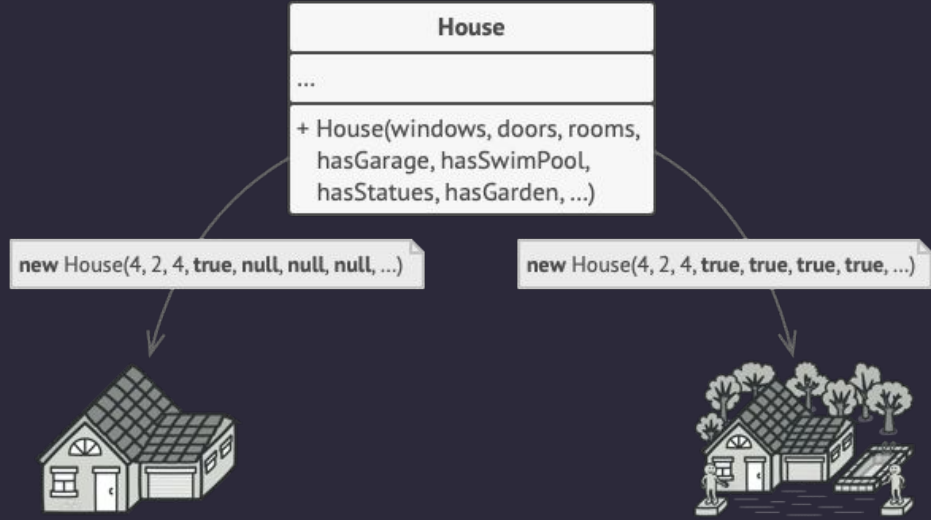 House
...
+ House(windows, doors, rooms,
hasGarage, hasSwimPool,
hasStatues, hasGarden, ...)
new House(4, 2, 4, true, null, null, null, ...)
new House(4, 2, 4, true, true, true, true, ...)